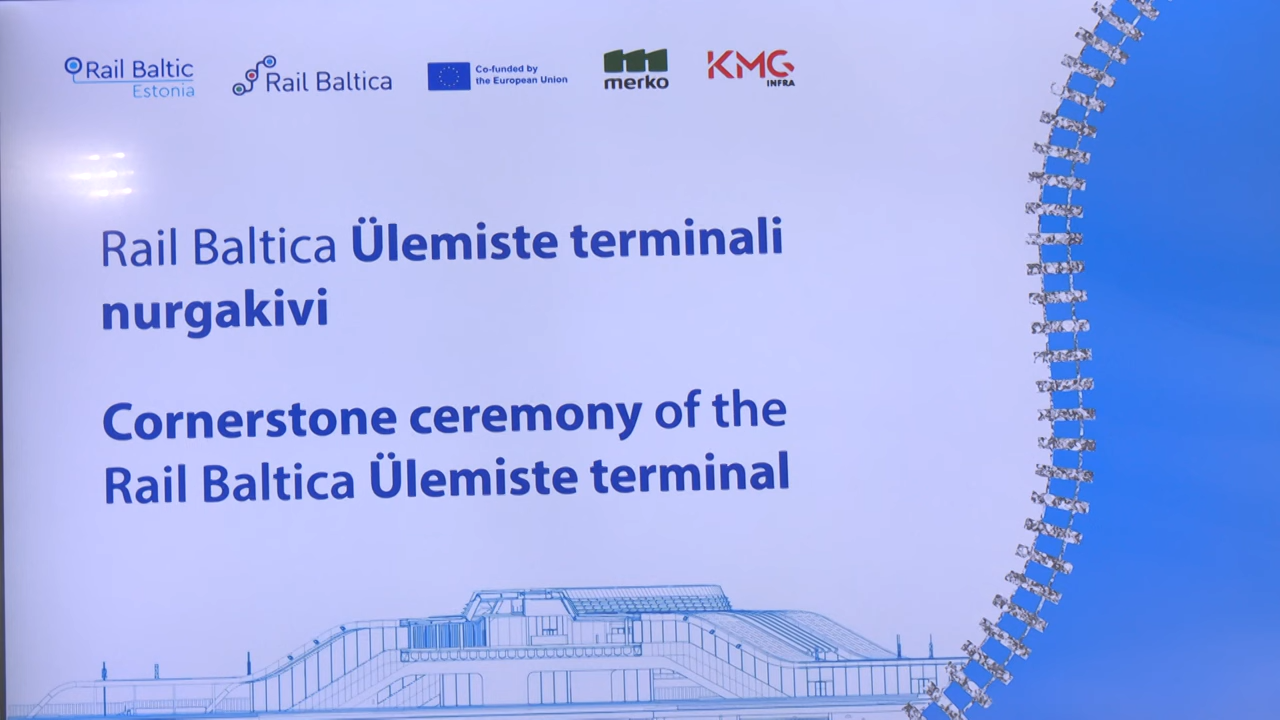 Rail Baltic
Estonia
Rail Baltica
Co-funded by
the European Union
merko
KMG
INFRA
Rail Baltica Ülemiste terminali
nurgakivi
Cornerstone ceremony of the
Rail Baltica Ülemiste terminal